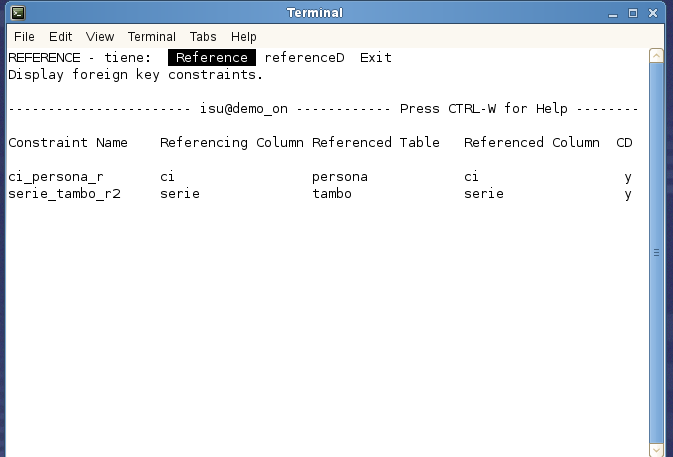 Terminal
File Edit View Terminal Tabs Help
REFERENCE - tiene: Reference referenceD Exit
Display foreign key constraints.
----------------------- isu@demo_on ------------ Press CTRL-W for Help --------
Constraint Name Referencing Column Referenced Table Referenced Column CD
ci_persona_r ci persona ci y
serie_tambo_r2 serie tambo serie y